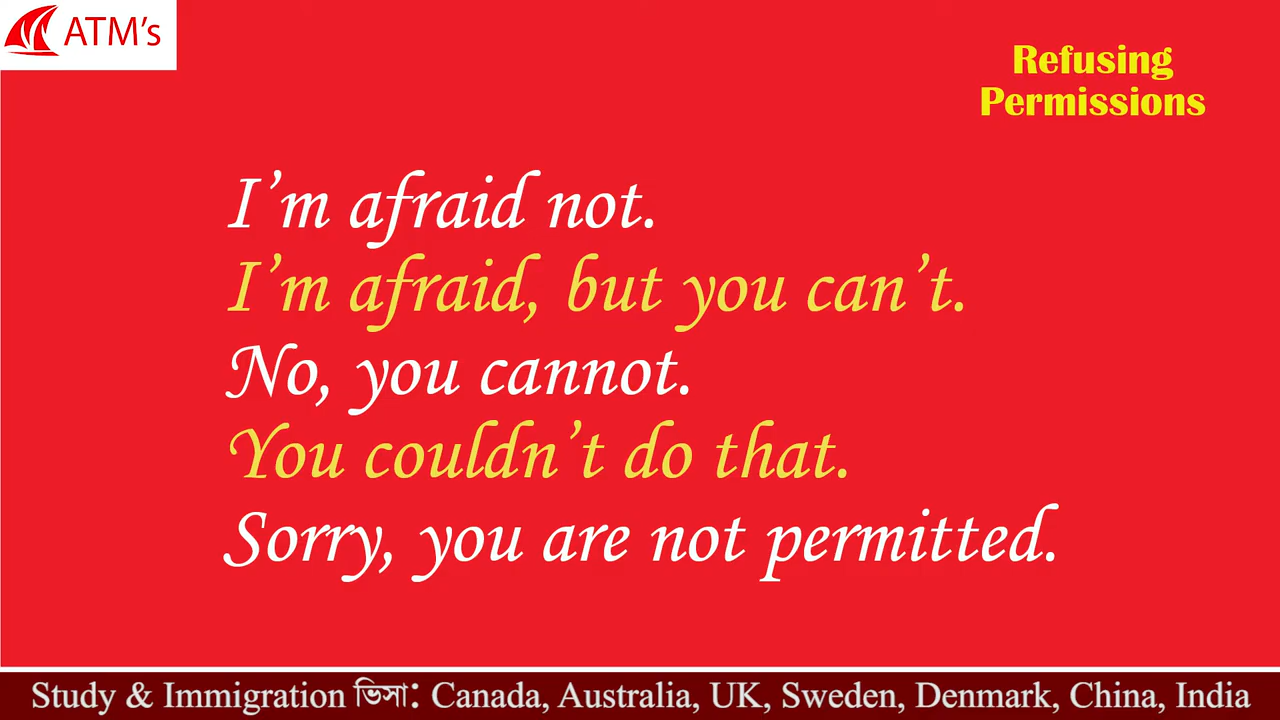 ATM's
Refusing
Permissions
I'm afraid not.
I'm afraid, but you can't.
No, you cannot.
You couldn't do that.
Sorry, you are not permitted.
Study & Immigration ভিসা: Canada, Australia, UK, Sweden, Denmark, China, India